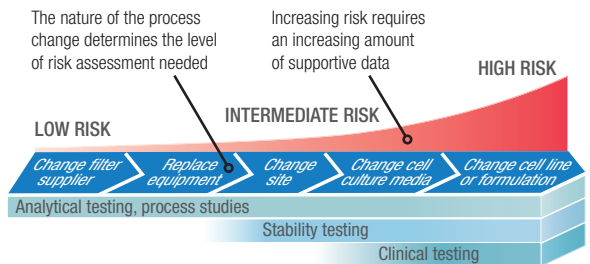 The nature of the process
change determines the level
of risk assessment needed
Increasing risk requires
an increasing amount
of supportive data
HIGH RISK
INTERMEDIATE RISK
LOW RISK
Change filter
supplier
Replace
equipment
Change
site
Change cell
culture media
Change cell line
or formulation
Analytical testing, process studies
Stability testing
Clinical testing